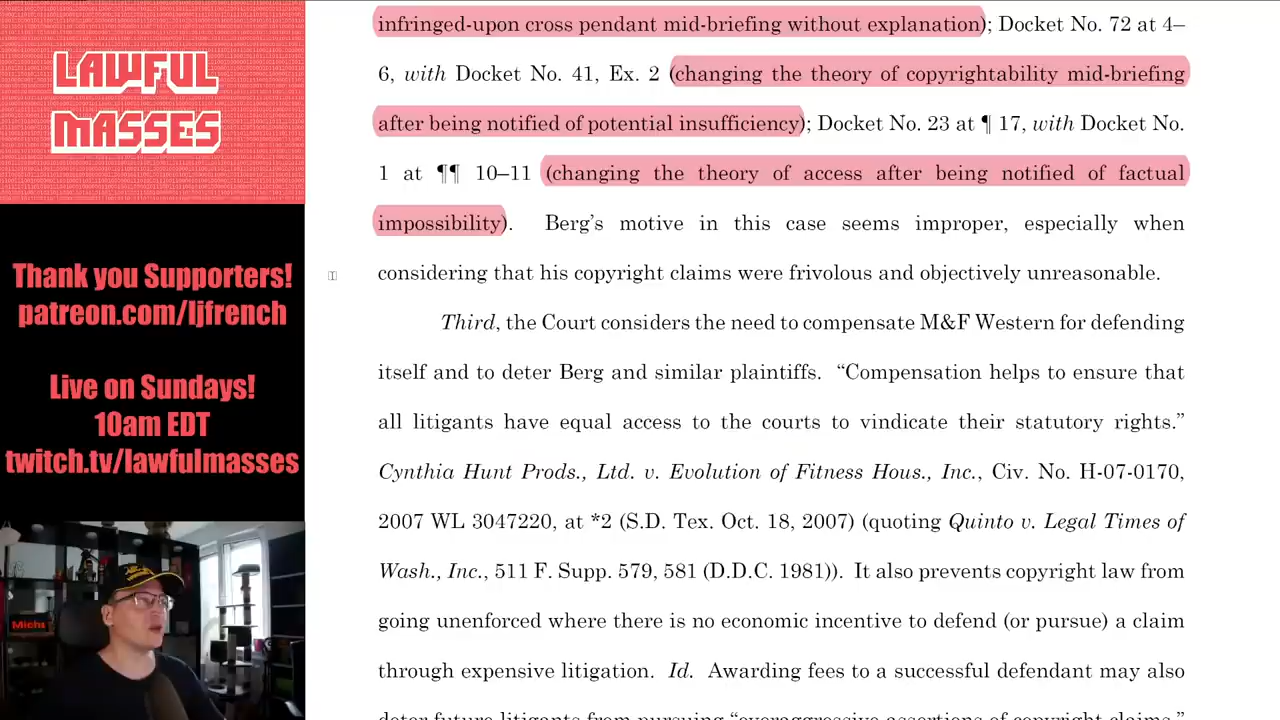 LAWFUL
MASSES
Thank you Supporters!
patreon.com/ljfrench
Live on Sundays!
10am EDT
twitch.tv/lawfulmasses
infringed-upon cross pendant mid-briefing without explanation); Docket No. 72 at 4–
6, with Docket No. 41, Ex. 2 (changing the theory of copyrightability mid-briefing
after being notified of potential insufficiency); Docket No. 23 at ¶ 17, with Docket No.
1 at ¶¶ 10–11 (changing the theory of access after being notified of factual
impossibility). Berg’s motive in this case seems improper, especially when
considering that his copyright claims were frivolous and objectively unreasonable.
Third, the Court considers the need to compensate M&F Western for defending
itself and to deter Berg and similar plaintiffs. “Compensation helps to ensure that
all litigants have equal access to the courts to vindicate their statutory rights.”
Cynthia Hunt Prods., Ltd. v. Evolution of Fitness Hous., Inc., Civ. No. H-07-0170,
2007 WL 3047220, at *2 (S.D. Tex. Oct. 18, 2007) (quoting Quinto v. Legal Times of
Wash., Inc., 511 F. Supp. 579, 581 (D.D.C. 1981)). It also prevents copyright law from
going unenforced where there is no economic incentive to defend (or pursue) a claim
through expensive litigation. Id. Awarding fees to a successful defendant may also
deter future litigants from pursuing “overaggressive assertions of copyright claims.”